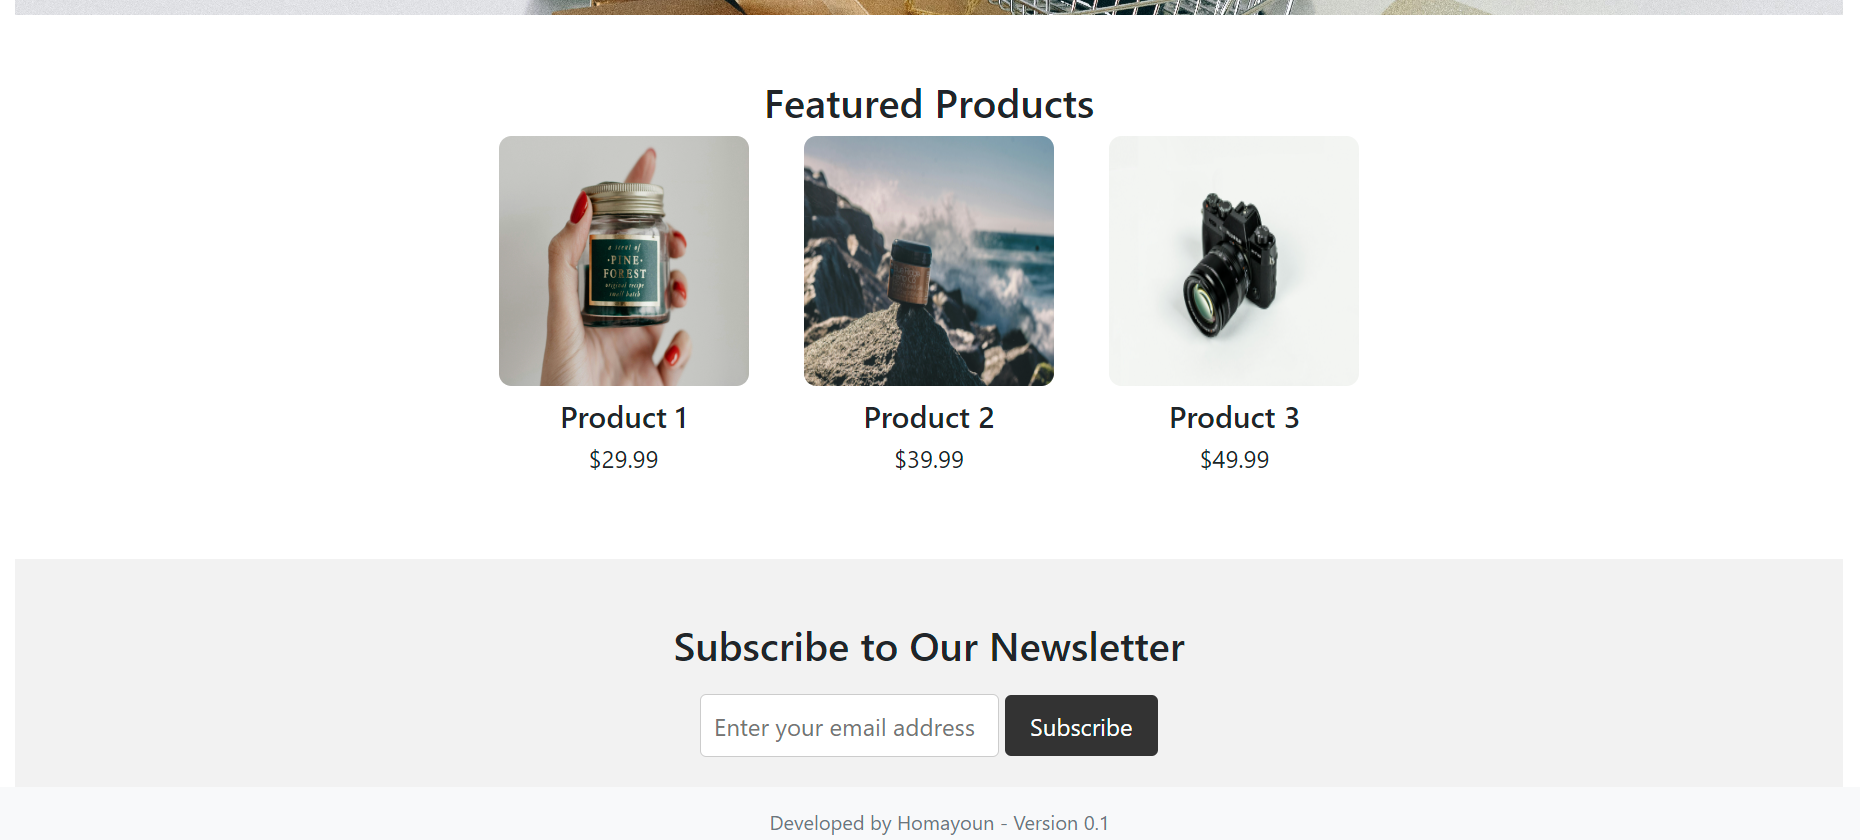 Featured Products
a scent of
·PINE·
FOREST
original recipe
small batch
Product 1
$29.99
Product 2
$39.99
Product 3
$49.99
Subscribe to Our Newsletter
Enter your email address
Subscribe
Developed by Homayoun - Version 0.1